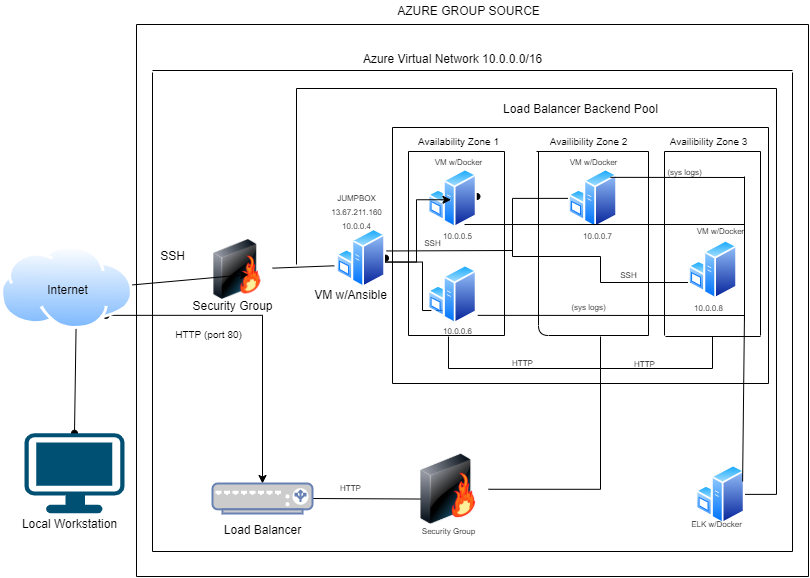 AZURE GROUP SOURCE
Azure Virtual Network 10.0.0.0/16
Load Balancer Backend Pool
Availability Zone 1
Availibility Zone 2
Availibility Zone 3
VM w/Docker
VM w/Docker
(sys logs)
JUMPBOX
13.67.211.160
10.0.0.4
10.0.0.5
10.0.0.7
VM w/Docker
SSH
SSH
SSH
Internet
Security Group
VM w/Ansible
10.0.0.6
(sys logs)
10.0.0.8
HTTP (port 80)
HTTP
HTTP
HTTP
Local Workstation
Load Balancer
Security Group
ELK w/Docker